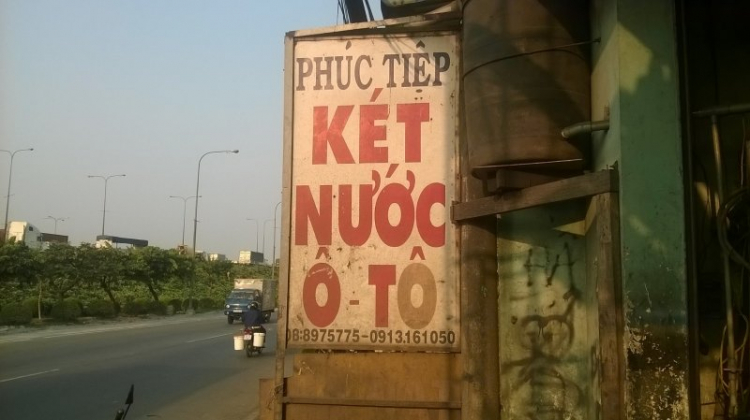 PHÚC TIỆP
KÉT
NƯỚC
Ô-TÔ
08:8975775-0913.161050